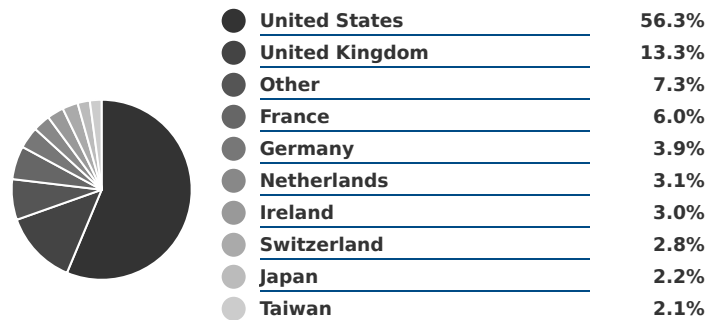 United States 56.3%
United Kingdom 13.3%
Other 7.3%
France 6.0%
Germany 3.9%
Netherlands 3.1%
Ireland 3.0%
Switzerland 2.8%
Japan 2.2%
Taiwan 2.1%